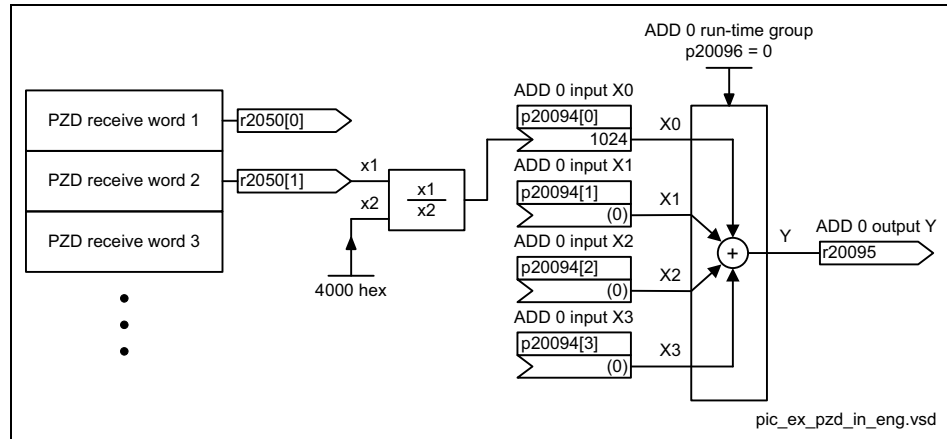 ADD 0 run-time group
p20096 = 0
PZD receive word 1
r2050[0]
PZD receive word 2
r2050[1]
PZD receive word 3
x1
x2
x1
x2
4000 hex
ADD 0 input X0
p20094[0]
1024
X0
ADD 0 input X1
p20094[1]
(0)
X1
ADD 0 input X2
p20094[2]
(0)
X2
ADD 0 input X3
p20094[3]
(0)
X3
+
Y
ADD 0 output Y
r20095
pic_ex_pzd_in_eng.vsd